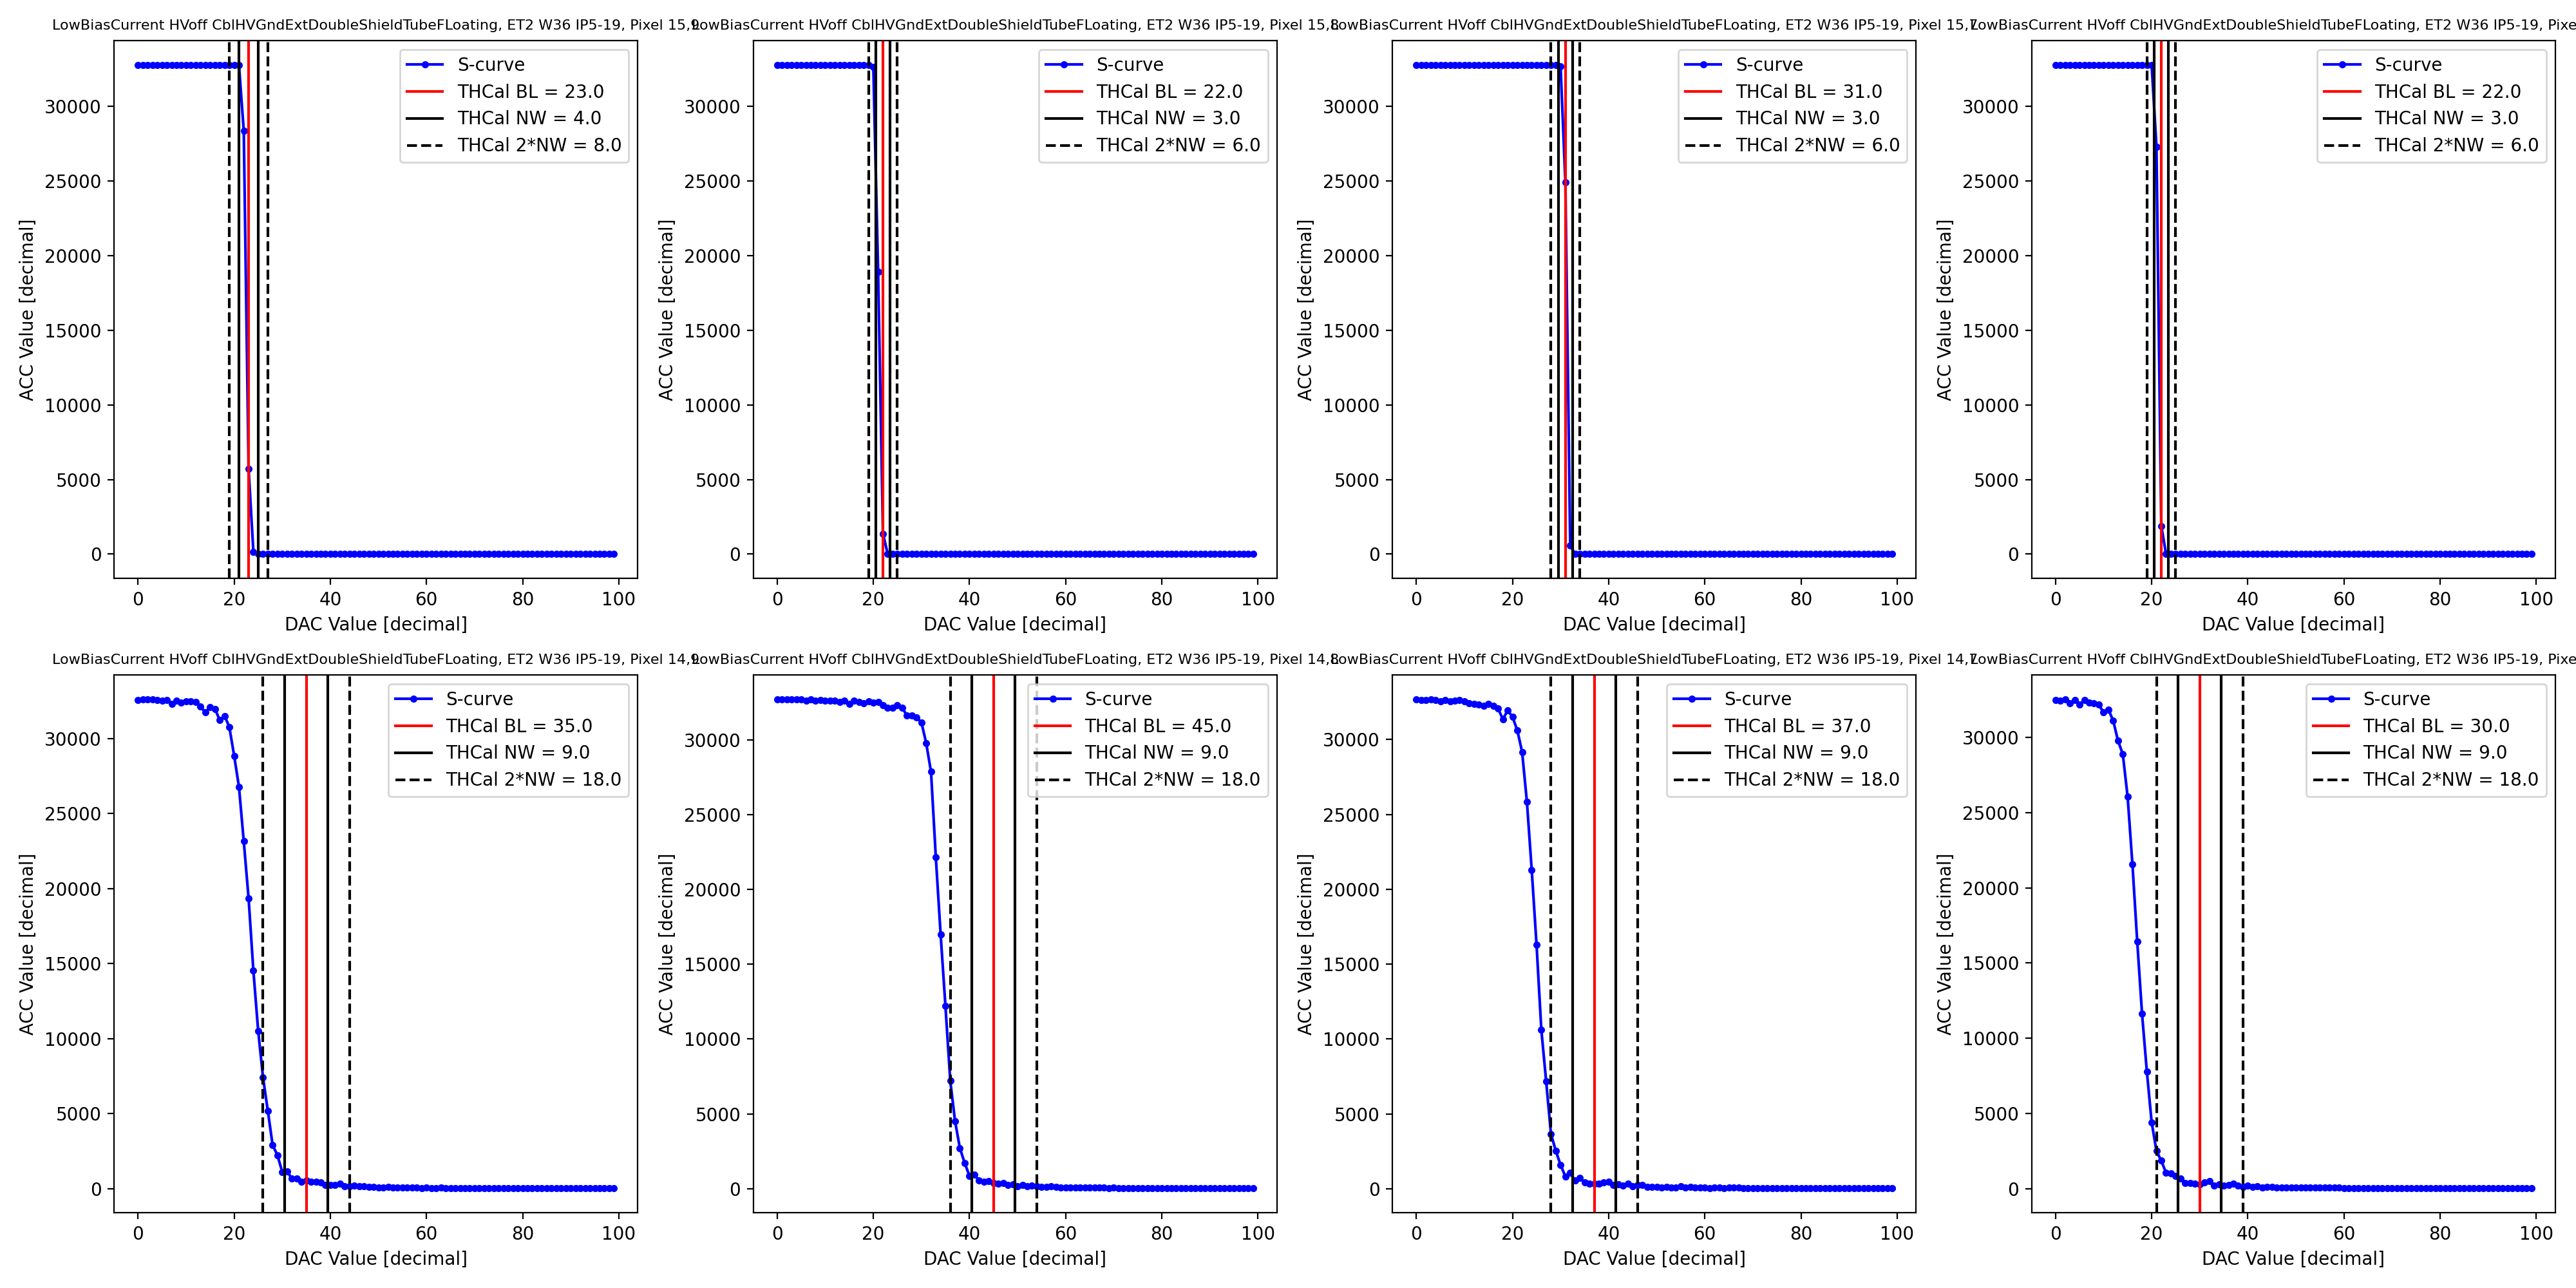 LowBiasCurrent HVoff CblHVGndExtDoubleShieldTubeFLoating, ET2 W36 IP5-19, Pixel 15,9
ACC Value [decimal]
30000
25000
20000
15000
10000
5000
0
S-curve
THCal BL = 23.0
THCal NW = 4.0
THCal 2*NW = 8.0
0 20 40 60 80 100
DAC Value [decimal]
LowBiasCurrent HVoff CblHVGndExtDoubleShieldTubeFLoating, ET2 W36 IP5-19, Pixel 15,8
ACC Value [decimal]
30000
25000
20000
15000
10000
5000
0
S-curve
THCal BL = 22.0
THCal NW = 3.0
THCal 2*NW = 6.0
0 20 40 60 80 100
DAC Value [decimal]
LowBiasCurrent HVoff CblHVGndExtDoubleShieldTubeFLoating, ET2 W36 IP5-19, Pixel 15,7
ACC Value [decimal]
30000
25000
20000
15000
10000
5000
0
S-curve
THCal BL = 31.0
THCal NW = 3.0
THCal 2*NW = 6.0
0 20 40 60 80 100
DAC Value [decimal]
LowBiasCurrent HVoff CblHVGndExtDoubleShieldTubeFLoating, ET2 W36 IP5-19, Pixe
ACC Value [decimal]
30000
25000
20000
15000
10000
5000
0
S-curve
THCal BL = 22.0
THCal NW = 3.0
THCal 2*NW = 6.0
0 20 40 60 80 100
DAC Value [decimal]
LowBiasCurrent HVoff CblHVGndExtDoubleShieldTubeFLoating, ET2 W36 IP5-19, Pixel 14,9
ACC Value [decimal]
30000
25000
20000
15000
10000
5000
0
S-curve
THCal BL = 35.0
THCal NW = 9.0
THCal 2*NW = 18.0
0 20 40 60 80 100
DAC Value [decimal]
LowBiasCurrent HVoff CblHVGndExtDoubleShieldTubeFLoating, ET2 W36 IP5-19, Pixel 14,8
ACC Value [decimal]
30000
25000
20000
15000
10000
5000
0
S-curve
THCal BL = 45.0
THCal NW = 9.0
THCal 2*NW = 18.0
0 20 40 60 80 100
DAC Value [decimal]
LowBiasCurrent HVoff CblHVGndExtDoubleShieldTubeFLoating, ET2 W36 IP5-19, Pixel 14,7
ACC Value [decimal]
30000
25000
20000
15000
10000
5000
0
S-curve
THCal BL = 37.0
THCal NW = 9.0
THCal 2*NW = 18.0
0 20 40 60 80 100
DAC Value [decimal]
LowBiasCurrent HVoff CblHVGndExtDoubleShieldTubeFLoating, ET2 W36 IP5-19, Pixe
ACC Value [decimal]
30000
25000
20000
15000
10000
5000
0
S-curve
THCal BL = 30.0
THCal NW = 9.0
THCal 2*NW = 18.0
0 20 40 60 80 100
DAC Value [decimal]